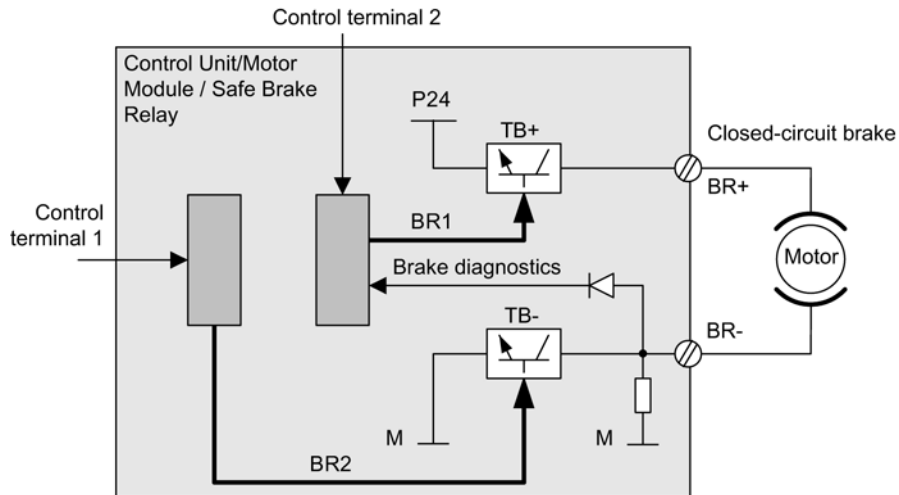 Control terminal 2
Control Unit/Motor
Module / Safe Brake
Relay
P24
TB+
Closed-circuit brake
BR+
Control
terminal 1
BR1
Motor
Brake diagnostics
TB-
BR-
M
M
BR2